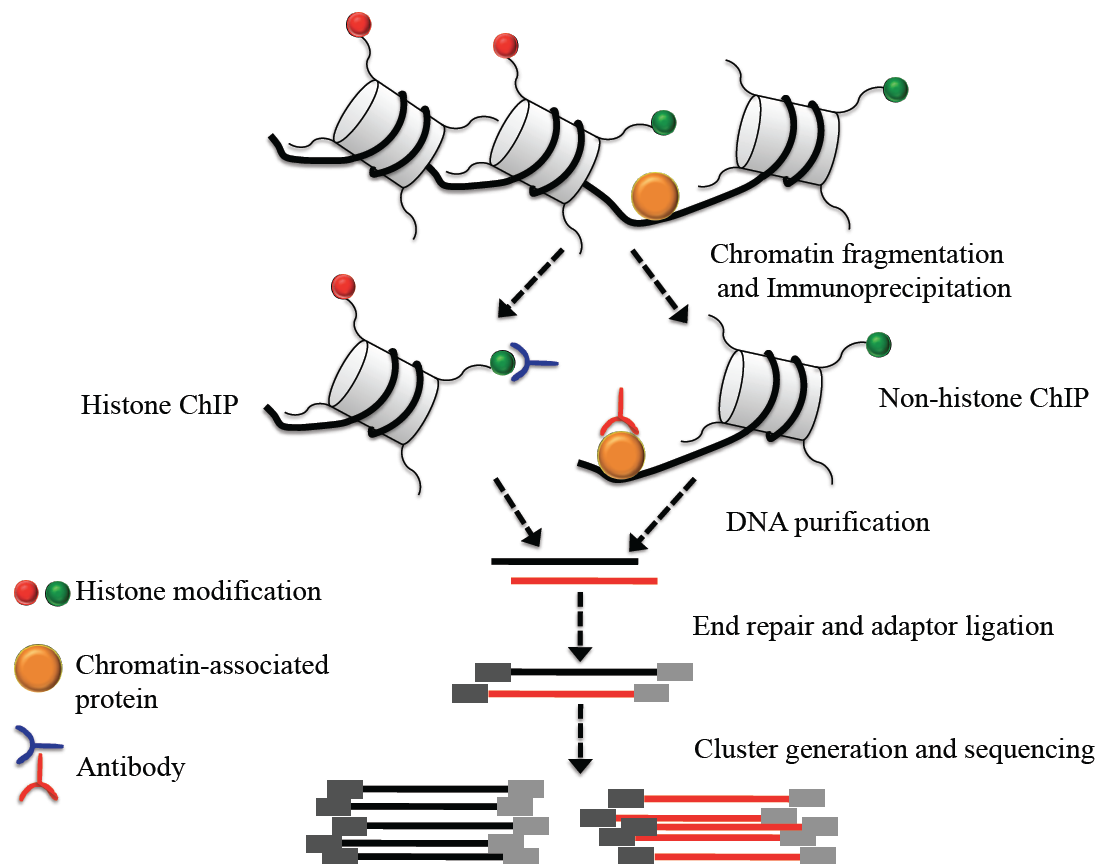 Chromatin fragmentation
and Immunoprecipitation
Histone ChIP
Non-histone ChIP
DNA purification
Histone modification
End repair and adaptor ligation
Chromatin-associated
protein
Cluster generation and sequencing
Antibody